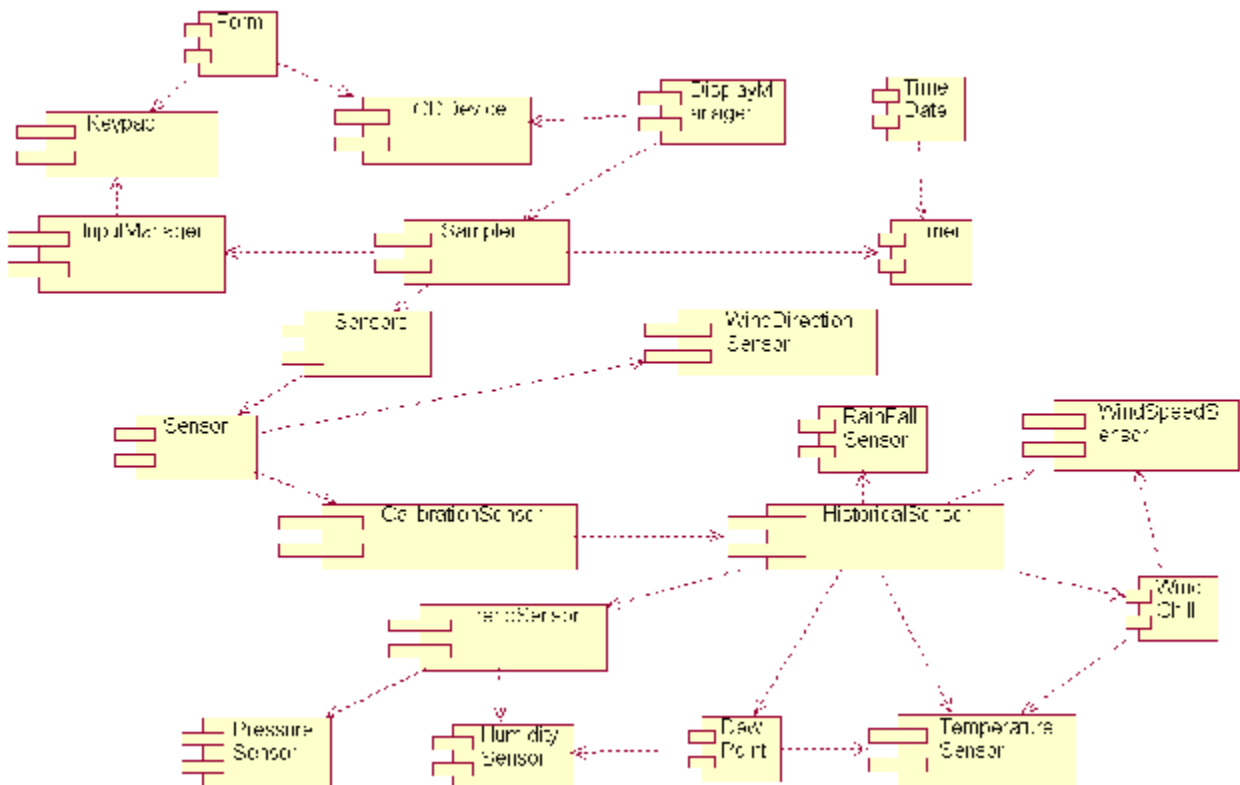 Form
Keypad
LCDDevice
DisplayM
anager
Time
Date
InputManager
Sampler
Timer
Sensors
WindDirection
Sensor
Sensor
RainFall
Sensor
WindSpeedS
ensor
CalibrationSensor
HistoricalSensor
TrendSensor
Wind
Chill
Pressure
Sensor
Humidity
Sensor
Dew
Point
Temperature
Sensor